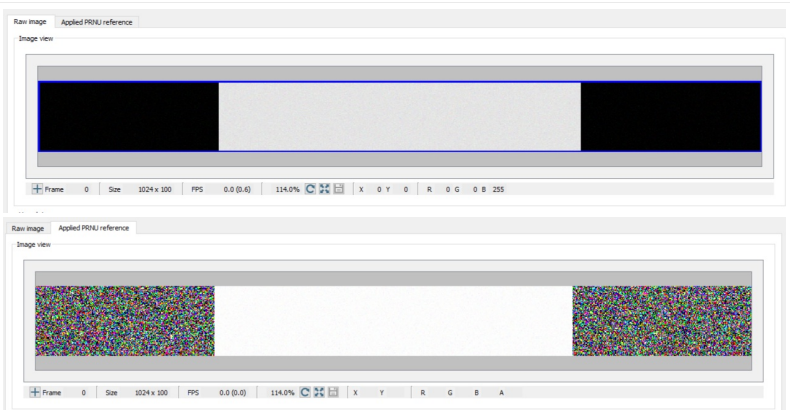 Raw image Applied PRNU reference
Image view
Frame 0 Size 1024 x 100 FPS 0.0 (0.6) 114.0% X 0 Y 0 R 0 G 0 B 255
Raw image Applied PRNU reference
Image view
Frame 0 Size 1024 x 100 FPS 0.0 (0.0) 114.0% X Y R G B A